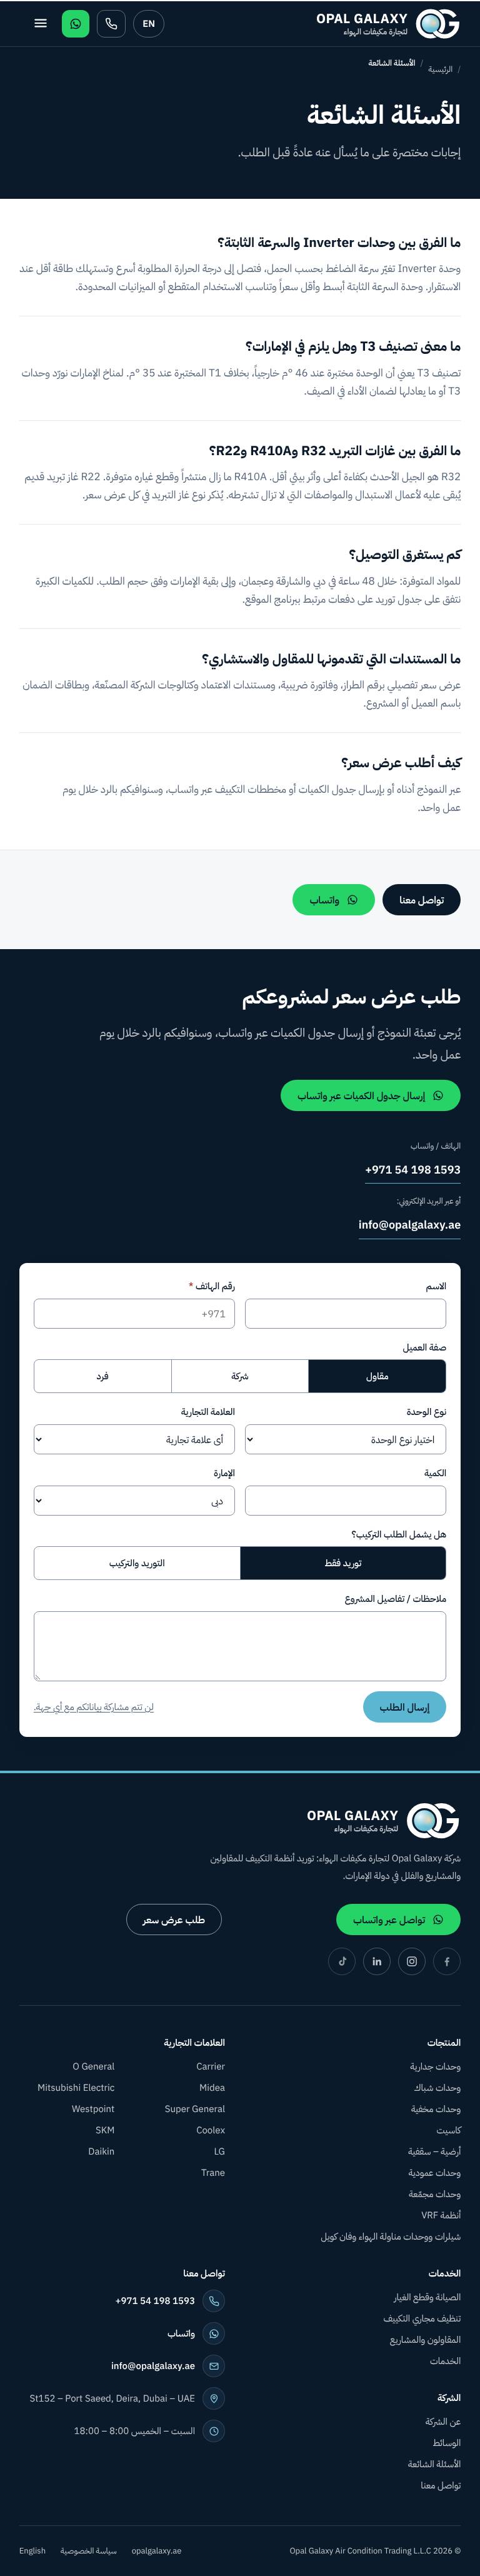 OPAL GALAXY
لتجارة مكيفات الهواء
EN
/ الرئيسية / الأسئلة الشائعة
الأسئلة الشائعة
إجابات مختصرة على ما يُسأل عنه عادةً قبل الطلب.
ما الفرق بين وحدات Inverter والسرعة الثابتة؟
وحدة Inverter تغيّر سرعة الضاغط بحسب الحمل، فتصل إلى درجة الحرارة المطلوبة أسرع وتستهلك طاقة أقل عند
الاستقرار. وحدة السرعة الثابتة أبسط وأقل سعراً وتناسب الاستخدام المتقطع أو الميزانيات المحدودة.
ما معنى تصنيف T3 وهل يلزم في الإمارات؟
تصنيف T3 يعني أن الوحدة مختبرة عند 46 °م خارجياً، بخلاف T1 المختبرة عند 35 °م. لمناخ الإمارات نورّد وحدات
T3 أو ما يعادلها لضمان الأداء في الصيف.
ما الفرق بين غازات التبريد R32 وR410A وR22؟
R32 هو الجيل الأحدث بكفاءة أعلى وأثر بيئي أقل. R410A ما زال منتشراً وقطع غياره متوفرة. R22 غاز تبريد قديم
يُبقى عليه لأعمال الاستبدال والمواصفات التي لا تزال تشترطه. يُذكر نوع غاز التبريد في كل عرض سعر.
كم يستغرق التوصيل؟
للمواد المتوفرة: خلال 48 ساعة في دبي والشارقة وعجمان، وإلى بقية الإمارات وفق حجم الطلب. للكميات الكبيرة
نتفق على جدول توريد على دفعات مرتبط ببرنامج الموقع.
ما المستندات التي تقدمونها للمقاول والاستشاري؟
عرض سعر تفصيلي برقم الطراز، وفاتورة ضريبية، ومستندات الاعتماد وكتالوجات الشركة المصنّعة، وبطاقات الضمان
باسم العميل أو المشروع.
كيف أطلب عرض سعر؟
عبر النموذج أدناه أو بإرسال جدول الكميات أو مخططات التكييف عبر واتساب، وسنوافيكم بالرد خلال يوم
عمل واحد.
تواصل معنا
واتساب
طلب عرض سعر لمشروعكم
يُرجى تعبئة النموذج أو إرسال جدول الكميات عبر واتساب، وسنوافيكم بالرد خلال يوم
عمل واحد.
إرسال جدول الكميات عبر واتساب
الهاتف / واتساب
+971 54 198 1593
أو عبر البريد الإلكتروني:
info@opalgalaxy.ae
الاسم
رقم الهاتف *
+971
صفة العميل
مقاول
شركة
فرد
نوع الوحدة
العلامة التجارية
اختيار نوع الوحدة
أي علامة تجارية
الكمية
الإمارة
دبي
هل يشمل الطلب التركيب؟
توريد فقط
التوريد والتركيب
ملاحظات / تفاصيل المشروع
إرسال الطلب
لن تتم مشاركة بياناتكم مع أي جهة.
OPAL GALAXY
لتجارة مكيفات الهواء
شركة Opal Galaxy لتجارة مكيفات الهواء: توريد أنظمة التكييف للمقاولين
والمشاريع والفلل في دولة الإمارات.
تواصل عبر واتساب
طلب عرض سعر
المنتجات
وحدات جدارية
وحدات شباك
وحدات مخفية
كاسيت
أرضية – سقفية
وحدات عمودية
وحدات مجمّعة
أنظمة VRF
شيلرات ووحدات مناولة الهواء وفان كويل
العلامات التجارية
Carrier
O General
Midea
Mitsubishi Electric
Super General
Westpoint
Coolex
SKM
LG
Daikin
Trane
الخدمات
الصيانة وقطع الغيار
تنظيف مجاري التكييف
المقاولون والمشاريع
الخدمات
الشركة
عن الشركة
الوسائط
الأسئلة الشائعة
تواصل معنا
تواصل معنا
+971 54 198 1593
واتساب
info@opalgalaxy.ae
St152 – Port Saeed, Deira, Dubai – UAE
السبت – الخميس 8:00 – 18:00
© 2026 Opal Galaxy Air Condition Trading L.L.C
opalgalaxy.ae
سياسة الخصوصية
English